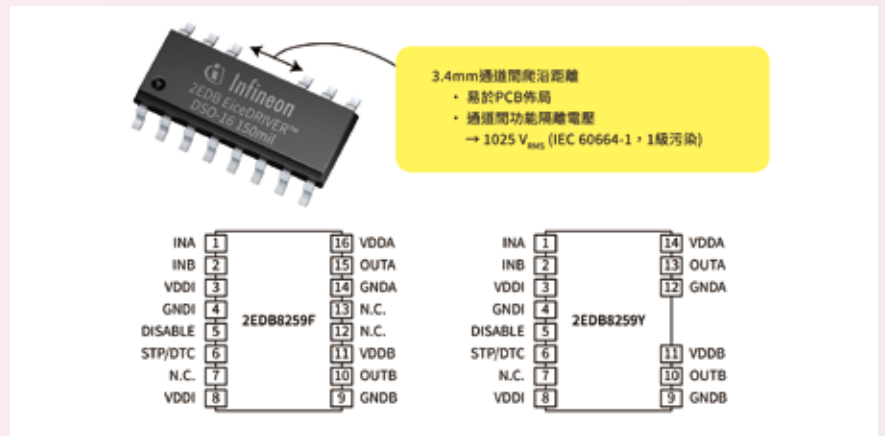 Infineon
2EDB EiceDRIVER™
DSO-16 150mil
3.4mm通道間爬沿距離
・ 易於PCB佈局
・ 通道間功能隔離電壓
→ 1025 VRMS (IEC 60664-1，1級污染)
INA 1 16 VDDA
INB 2 15 OUTA
VDDI 3 14 GNDA
GNDI 4 13 N.C.
2EDB8259F
DISABLE 5 12 N.C.
STP/DTC 6 11 VDDB
N.C. 7 10 OUTB
VDDI 8 9 GNDB
INA 1 14 VDDA
INB 2 13 OUTA
VDDI 3 12 GNDA
GNDI 4
2EDB8259Y
DISABLE 5
STP/DTC 6 11 VDDB
N.C. 7 10 OUTB
VDDI 8 9 GNDB